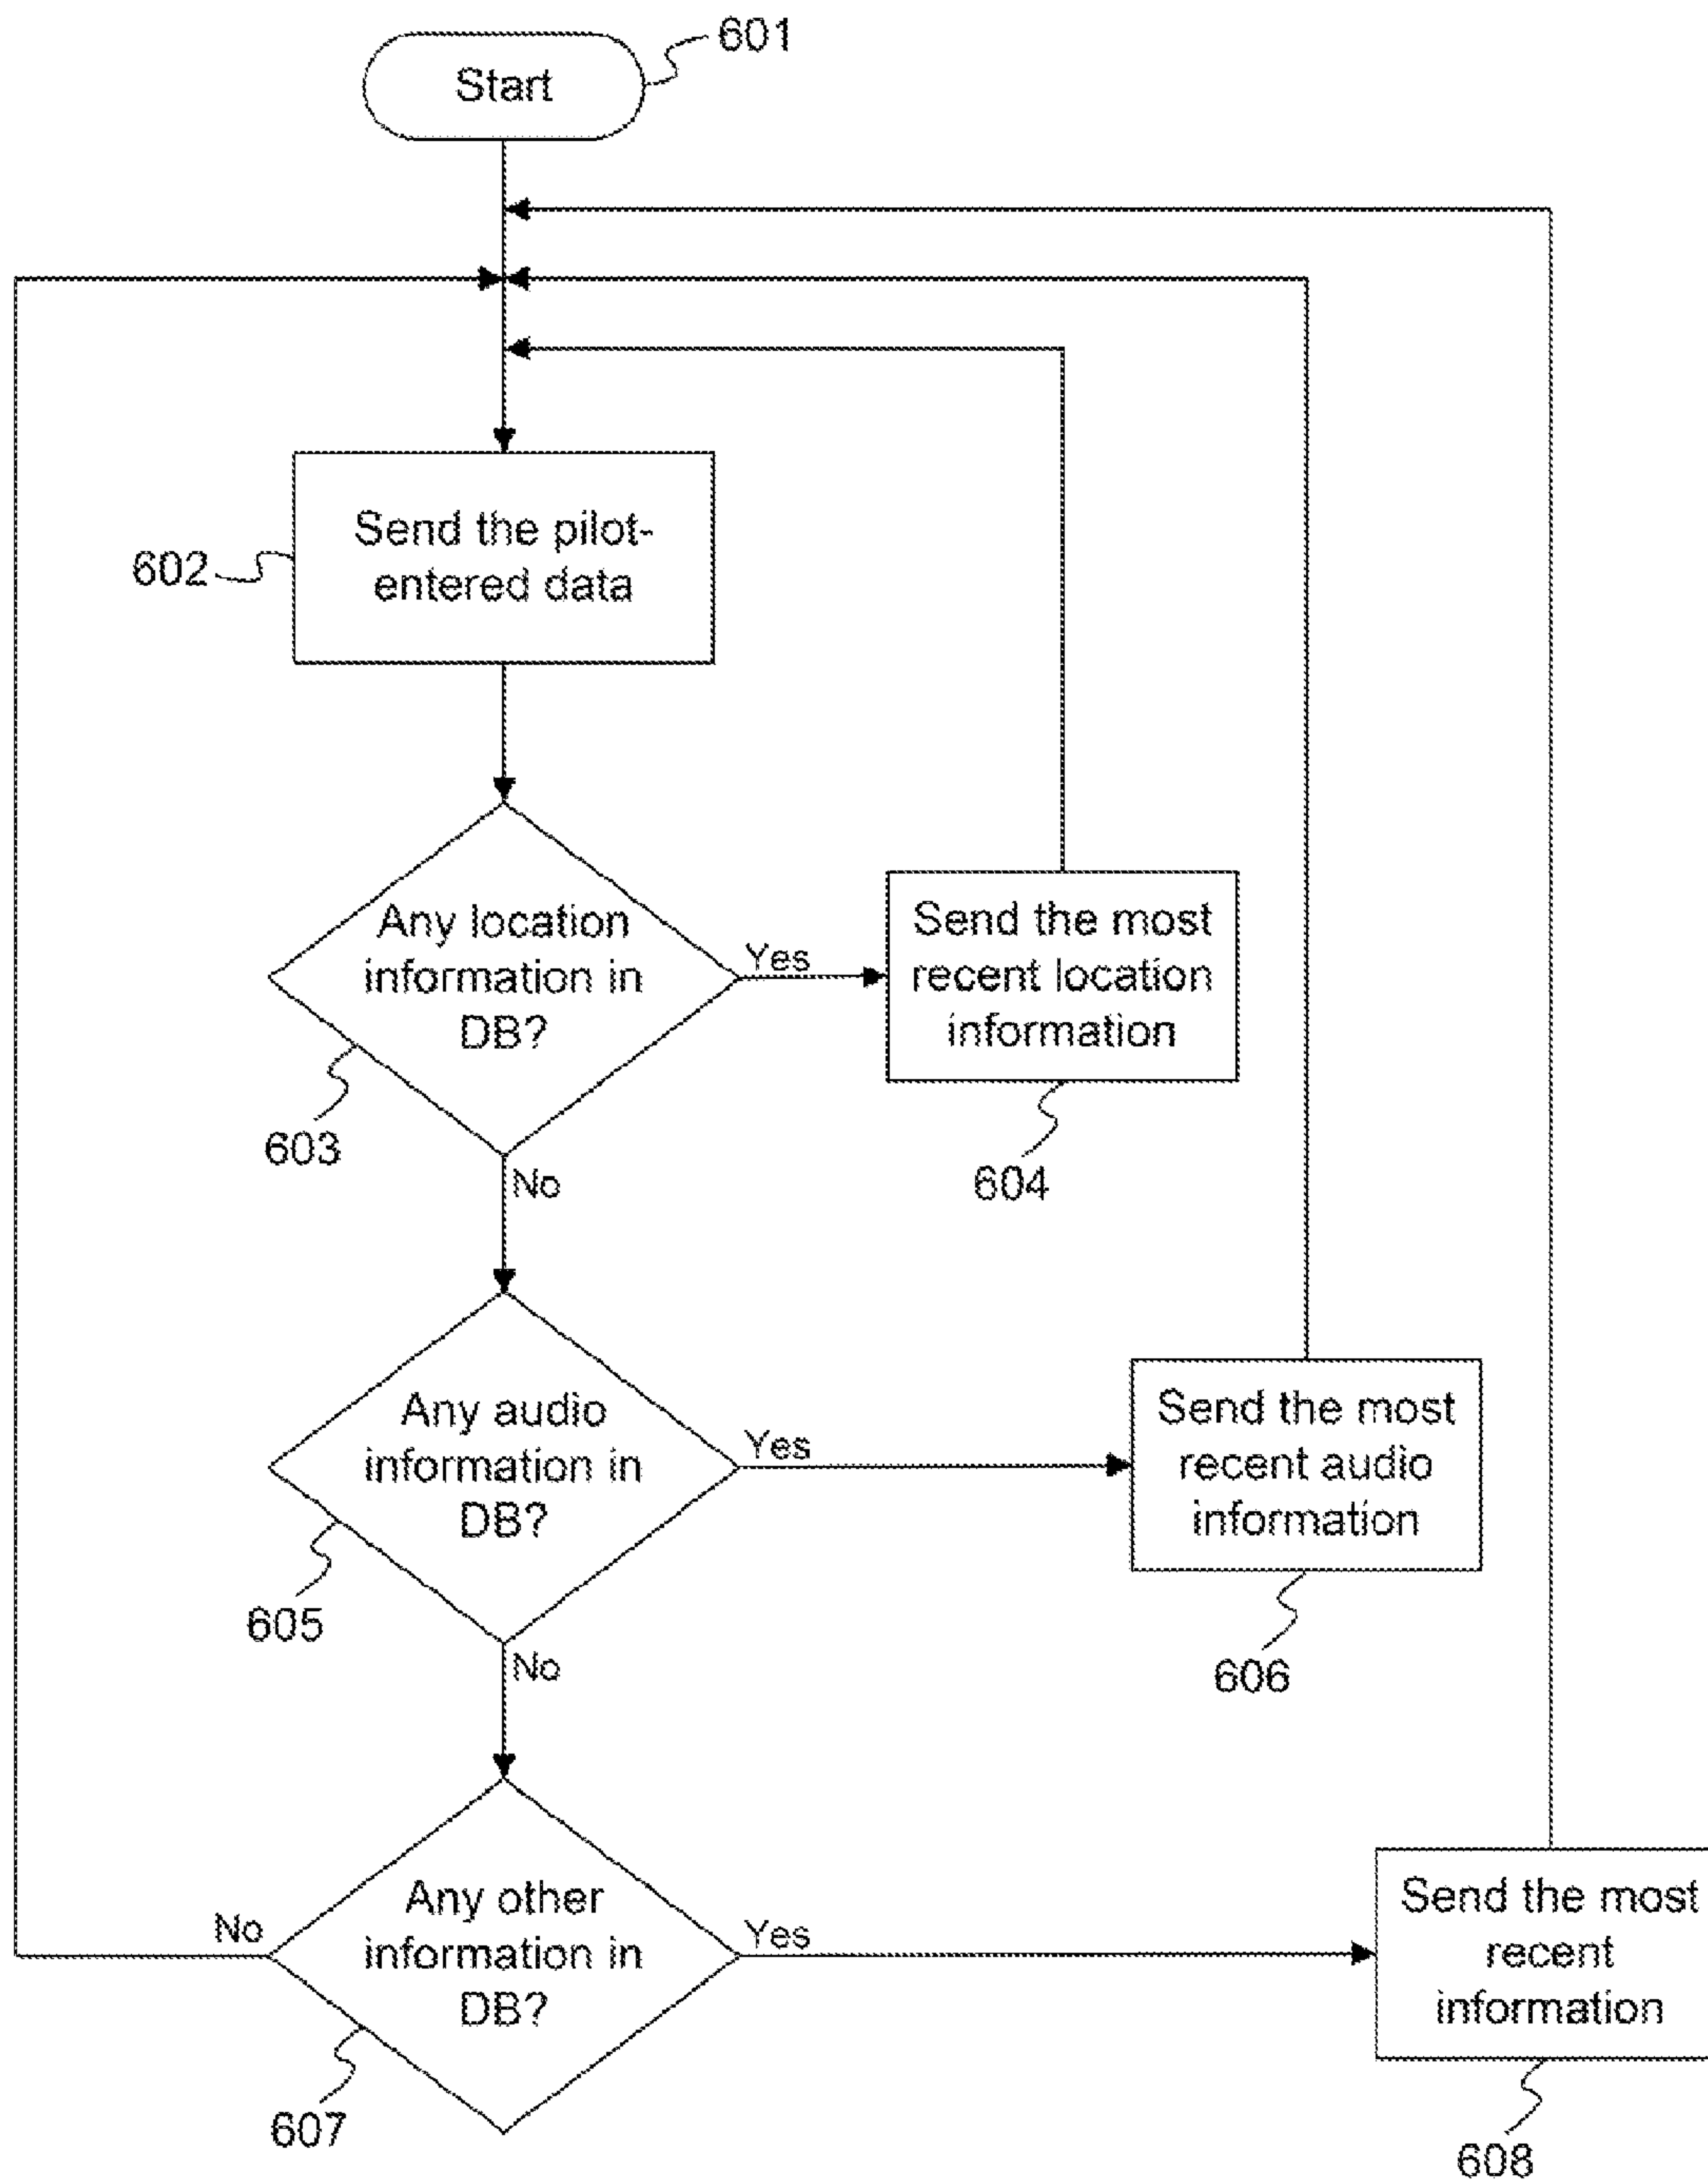 601
Start
Send the pilot-
entered data
602
Any location
information in
DB?
Yes
603
No
Send the most
recent location
information
604
Any audio
information in
DB?
Yes
605
No
Send the most
recent audio
information
606
Any other
information in
DB?
No
Yes
607
Send the most
recent
information
608